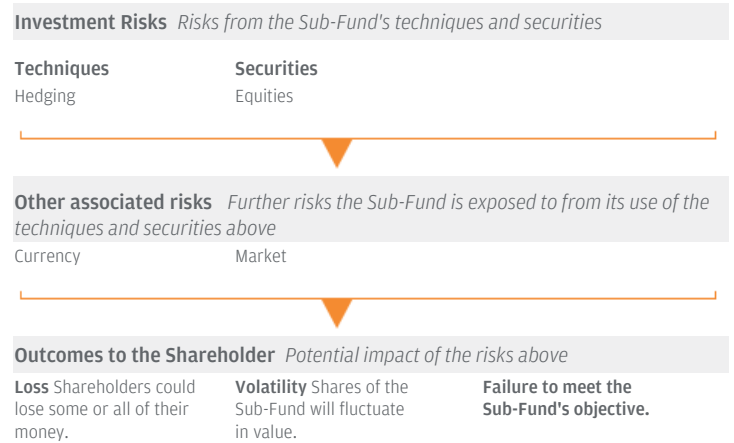 Investment Risks Risks from the Sub-Fund's techniques and securities
Techniques Securities
Hedging Equities
Other associated risks Further risks the Sub-Fund is exposed to from its use of the
techniques and securities above
Currency Market
Outcomes to the Shareholder Potential impact of the risks above
Loss Shareholders could
lose some or all of their
money.
Volatility Shares of the
Sub-Fund will fluctuate
in value.
Failure to meet the
Sub-Fund's objective.